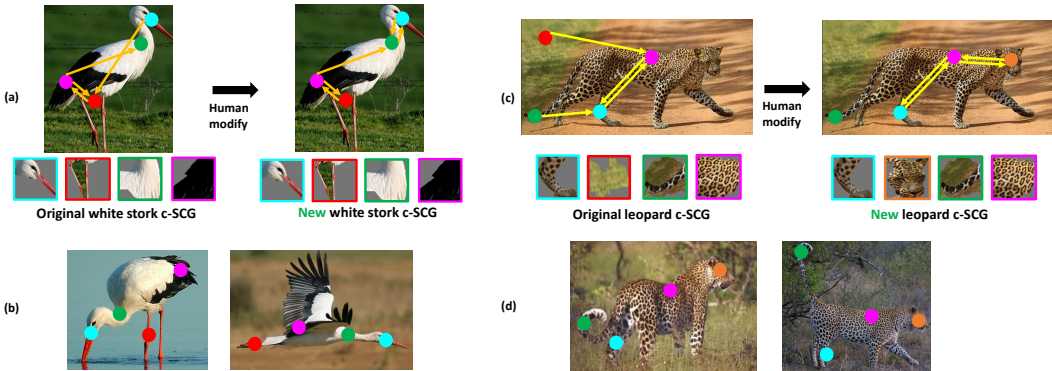 (a)
Human
modify
Original white stork c-SCG
New white stork c-SCG
(b)
(c)
Human
modify
Original leopard c-SCG
New leopard c-SCG
(d)